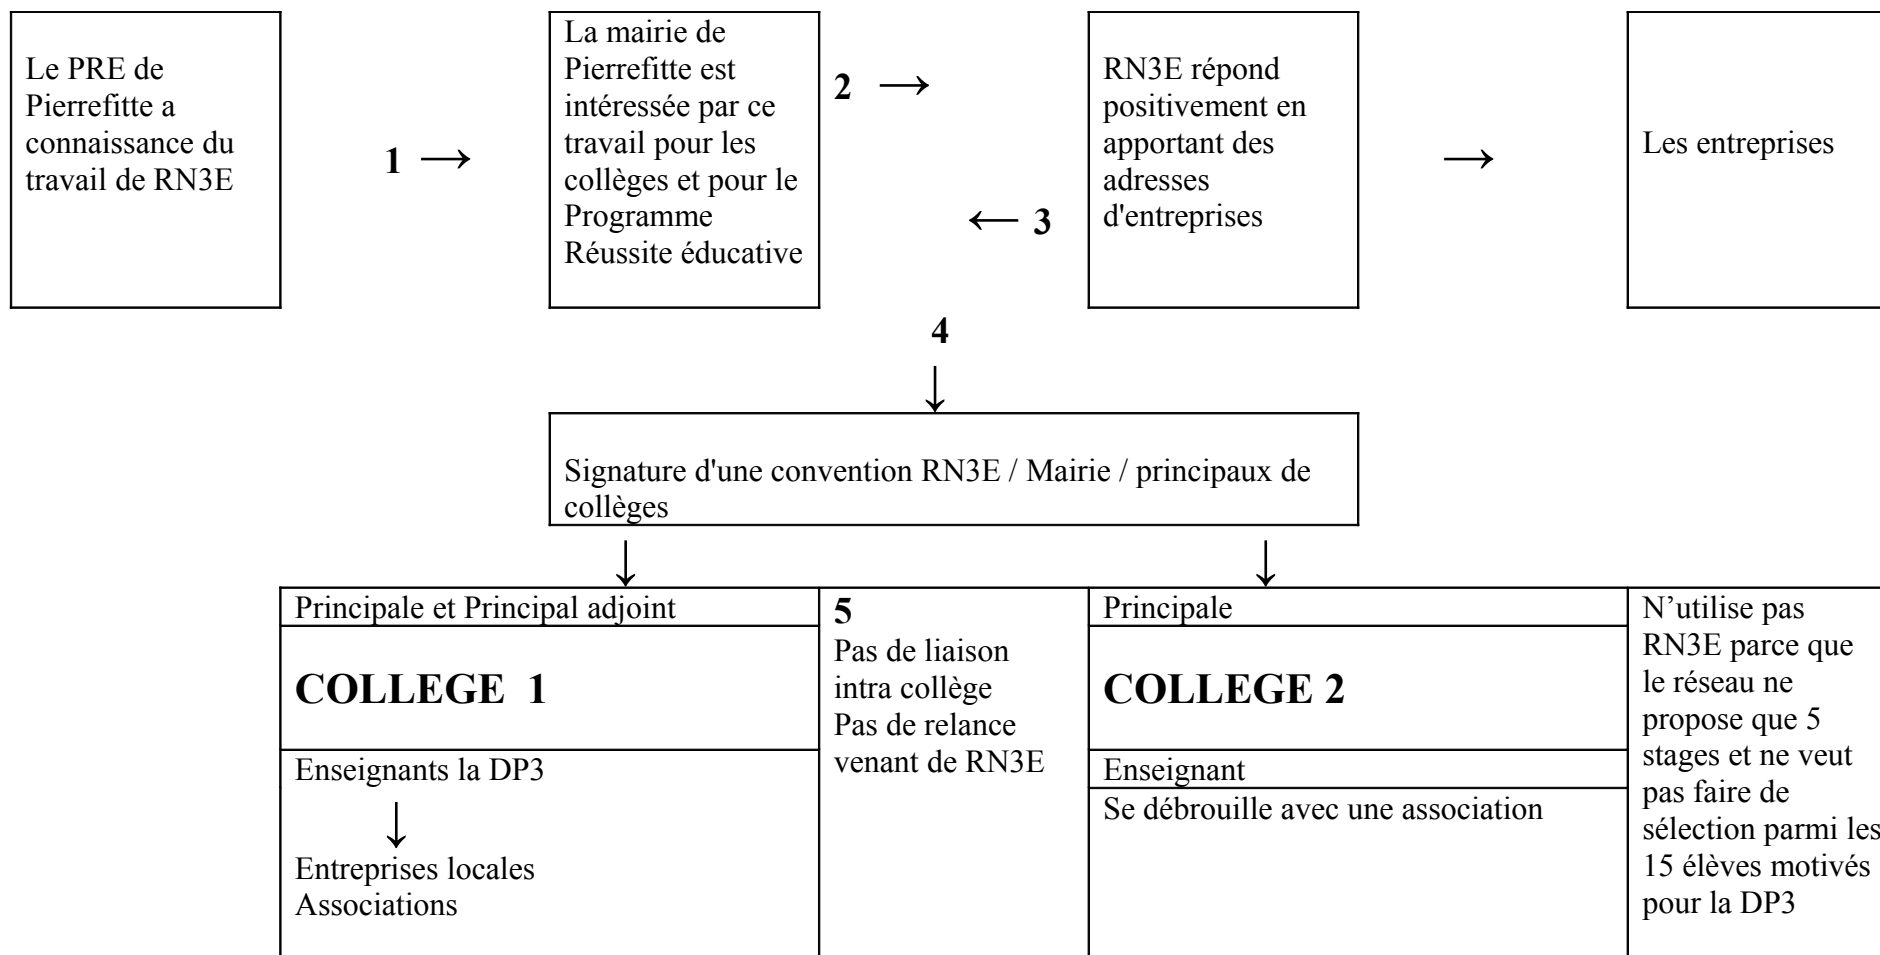 Le PRE de
Pierrefitte a
connaissance du
travail de RN3E
1 →
La mairie de
Pierrefitte est
intéressée par ce
travail pour les
collèges et pour le
Programme
Réussite éducative
2 →
← 3
RN3E répond
positivement en
apportant des
adresses
d'entreprises
→
Les entreprises
4
↓
Signature d'une convention RN3E / Mairie / principaux de
collèges
↓
↓
Principale et Principal adjoint
COLLEGE 1
Enseignants la DP3
↓
Entreprises locales
Associations
5
Pas de liaison
intra collège
Pas de relance
venant de RN3E
Principale
COLLEGE 2
Enseignant
Se débrouille avec une association
N’utilise pas
RN3E parce que
le réseau ne
propose que 5
stages et ne veut
pas faire de
sélection parmi les
15 élèves motivés
pour la DP3